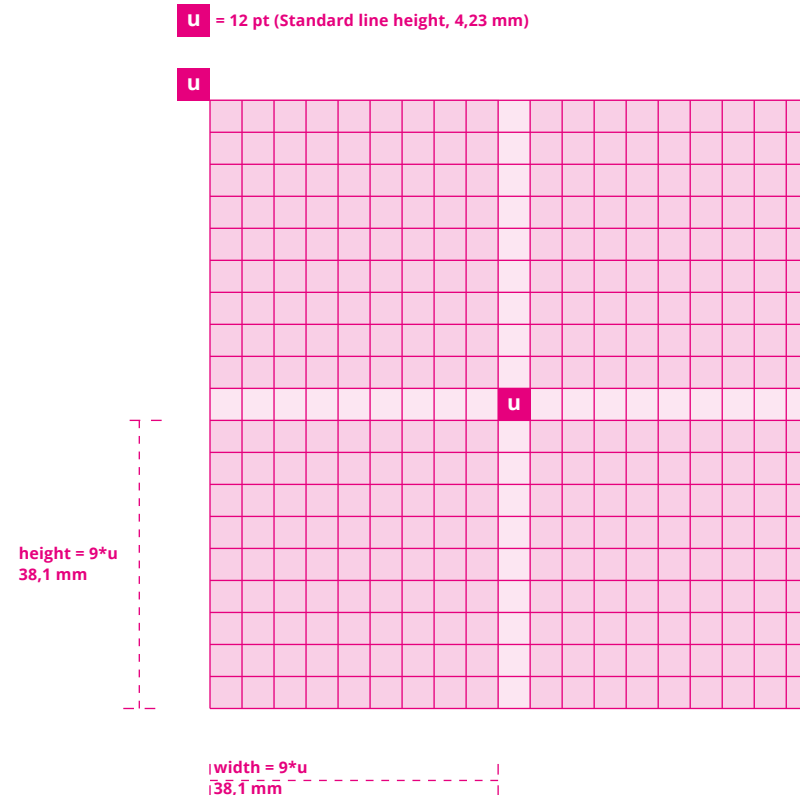 u = 12 pt (Standard line height, 4,23 mm)
u
u
height = 9*u
38,1 mm
width = 9*u
38,1 mm